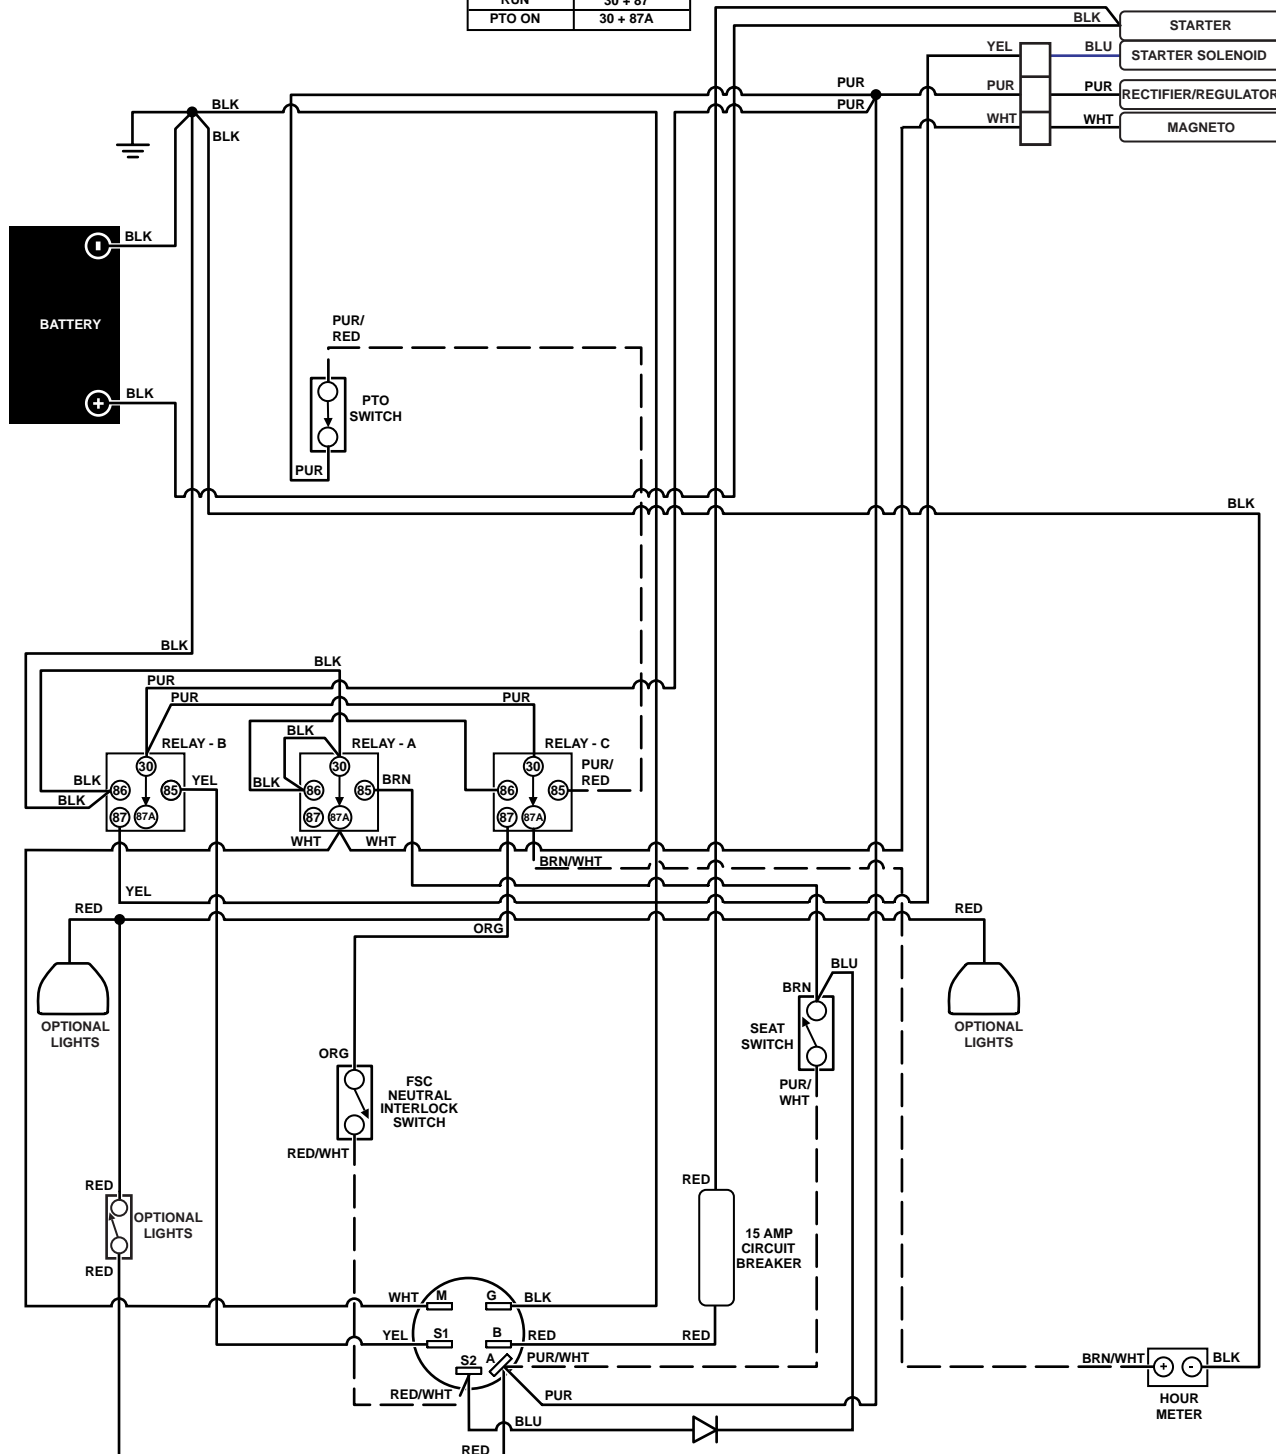 RUN 30 + 87
PTO ON 30 + 87A
BLK STARTER
YEL BLU STARTER SOLENOID
PUR PUR PUR RECTIFIER/REGULATOR
PUR
WHT WHT MAGNETO
BLK
BLK
BLK
BATTERY
BLK
PUR/
RED
PTO
SWITCH
PUR
BLK
BLK
BLK
PUR
PUR PUR
BLK
RELAY - B RELAY - A RELAY - C
30 30 30
PUR/
RED
BLK 86 85 YEL BLK 86 85 BRN 86 85
BLK
87 87A 87 87A 87 87A
WHT WHT
BRN/WHT
YEL
RED RED
ORG
BLU
BRN
OPTIONAL
LIGHTS
SEAT
SWITCH
OPTIONAL
LIGHTS
ORG
FSC
NEUTRAL
INTERLOCK
SWITCH
PUR/
WHT
RED/WHT
RED
RED
OPTIONAL
LIGHTS
15 AMP
CIRCUIT
BREAKER
RED
WHT M G BLK
YEL S1 B RED RED
S2 A PUR/WHT
BRN/WHT + - BLK
RED/WHT PUR
HOUR
METER
BLU
RED